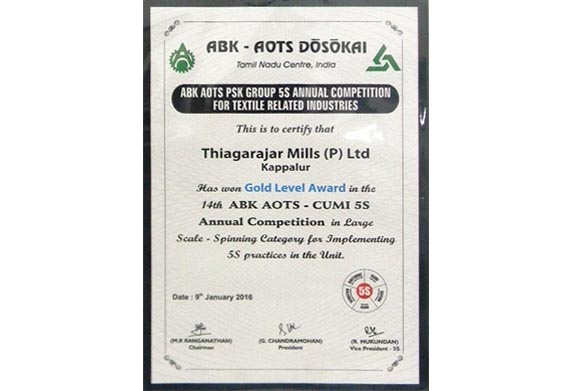 ABK - AOTS DŌSŌKAI
Tamil Nadu Centre, India
ABK AOTS PSK GROUP 5S ANNUAL COMPETITION
FOR TEXTILE RELATED INDUSTRIES
This is to certify that
Thiagarajar Mills (P) Ltd
Kappalur
Has won Gold Level Award in the
14th ABK AOTS - CUMI 5S
Annual Competition in Large
Scale - Spinning Category for Implementing
5S practices in the Unit.
5S
Date : 9th January 2016
(M.R RANGANATHAN)
Chairman
(G. CHANDRAMOHAN)
President
(R. MUKUNDAN)
Vice President - 5S